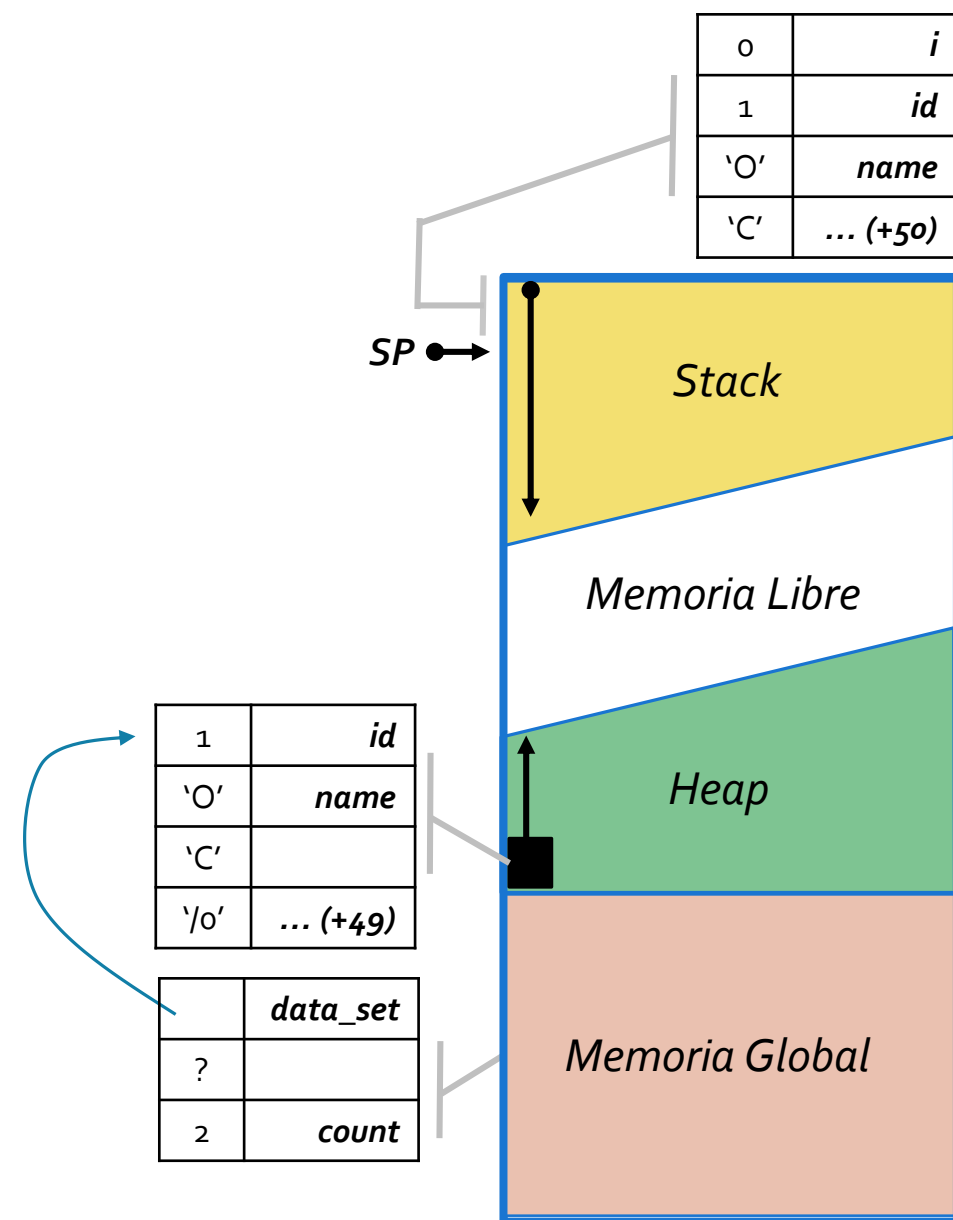 0 i
1 id
‘O’ name
‘C’ ... (+50)
SP
Stack
Memoria Libre
1 id
‘O’ name
‘C’
‘/0’ ... (+49)
Heap
data_set
?
2 count
Memoria Global